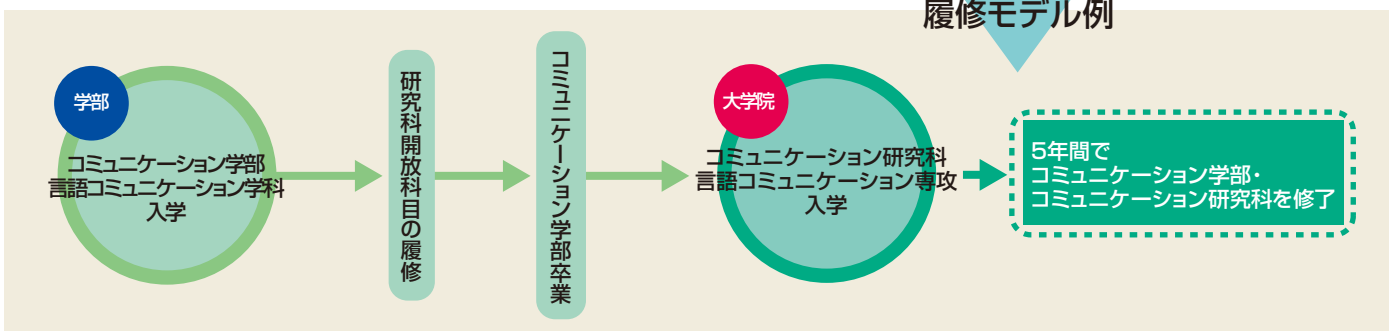 履修モデル例
学部
コミュニケーション学部
言語コミュニケーション学科
入学
研究科開放科目の履修
コミュニケーション学部卒業
大学院
コミュニケーション研究科
言語コミュニケーション専攻
入学
5年間で
コミュニケーション学部・
コミュニケーション研究科を修了